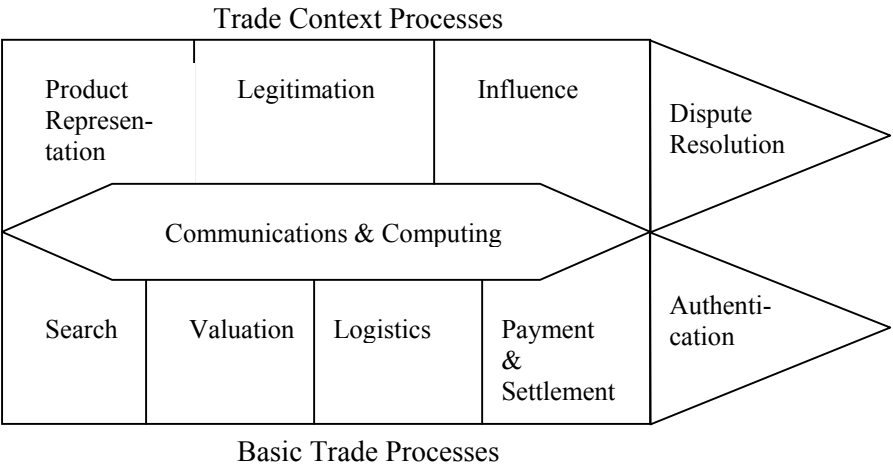 Trade Context Processes
Product
Represen-
tation
Legitimation
Influence
Dispute
Resolution
Communications & Computing
Search
Valuation
Logistics
Payment
&
Settlement
Authenti-
cation
Basic Trade Processes